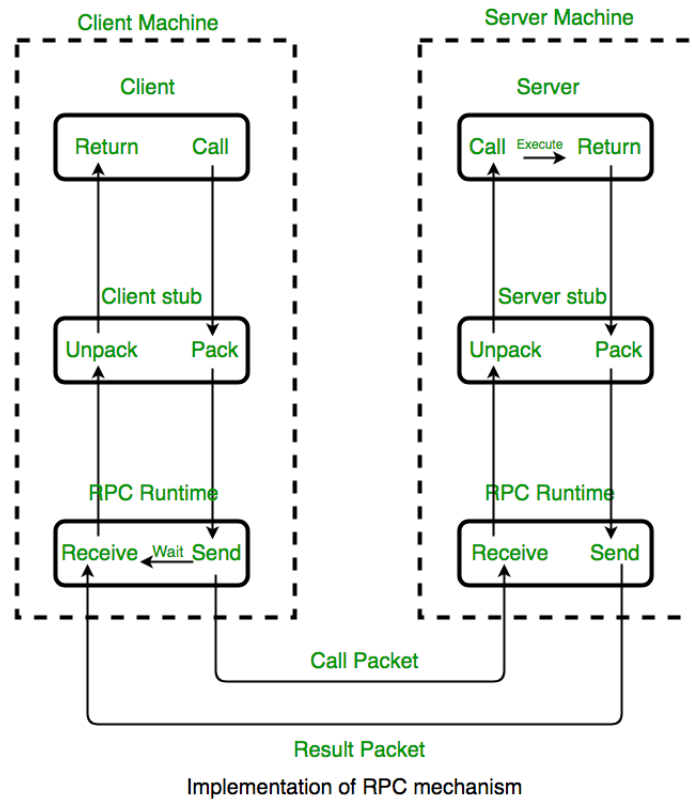 Client Machine
Server Machine
Client
Server
Return Call
Call Execute Return
Client stub
Server stub
Unpack Pack
Unpack Pack
RPC Runtime
RPC Runtime
Receive Wait Send
Receive Send
Call Packet
Result Packet
Implementation of RPC mechanism